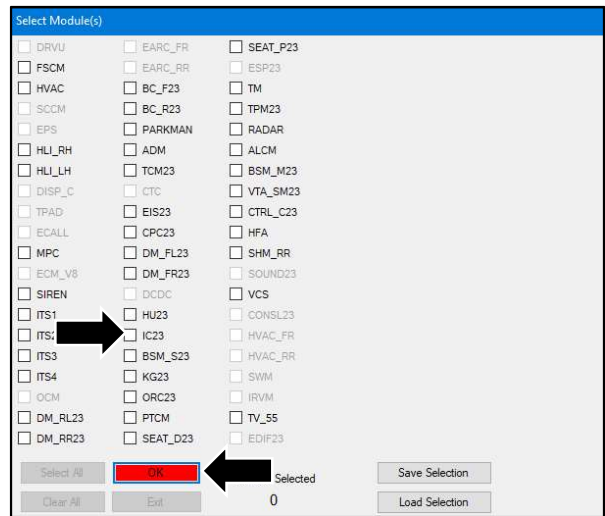 Select Module(s)
DRVU EARC_FR SEAT_P23
FSCM EARC_RR ESP23
HVAC BC_F23 TM
SCCM BC_R23 TPM23
EPS PARKMAN RADAR
HLI_RH ADM ALCM
HLI_LH TCM23 BSM_M23
DISP_C CTC VTA_SM23
TPAD EIS23 CTRL_C23
ECALL CPC23 HFA
MPC DM_FL23 SHM_RR
ECM_V8 DM_FR23 SOUND23
SIREN DCDC VCS
ITS1 HU23 CONSL23
ITS2 IC23 HVAC_FR
ITS3 BSM_S23 HVAC_RR
ITS4 KG23 SWM
OCM ORC23 IRVM
DM_RL23 PTCM TV_55
DM_RR23 SEAT_D23 EDIF23
Select All OK Selected Save Selection
Clear All Exit 0 Load Selection